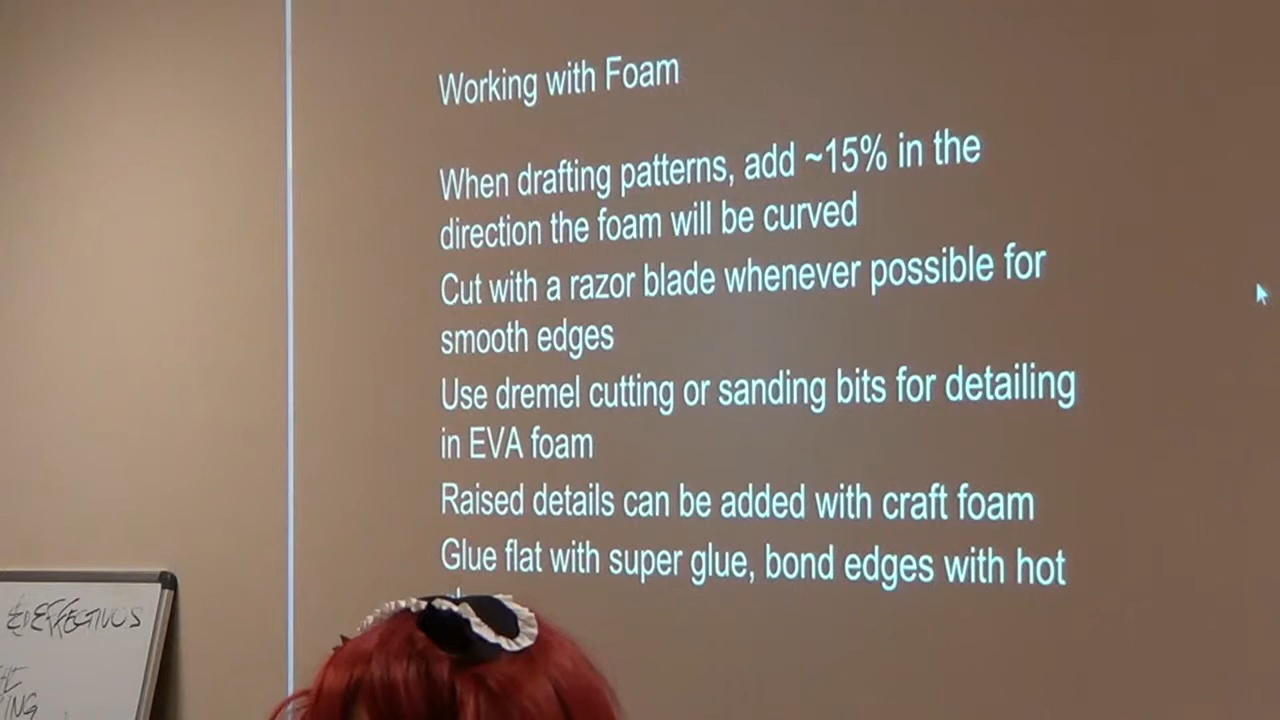 Working with Foam
When drafting patterns, add ~15% in the
direction the foam will be curved
Cut with a razor blade whenever possible for
smooth edges
Use dremel cutting or sanding bits for detailing
in EVA foam
Raised details can be added with craft foam
Glue flat with super glue, bond edges with hot